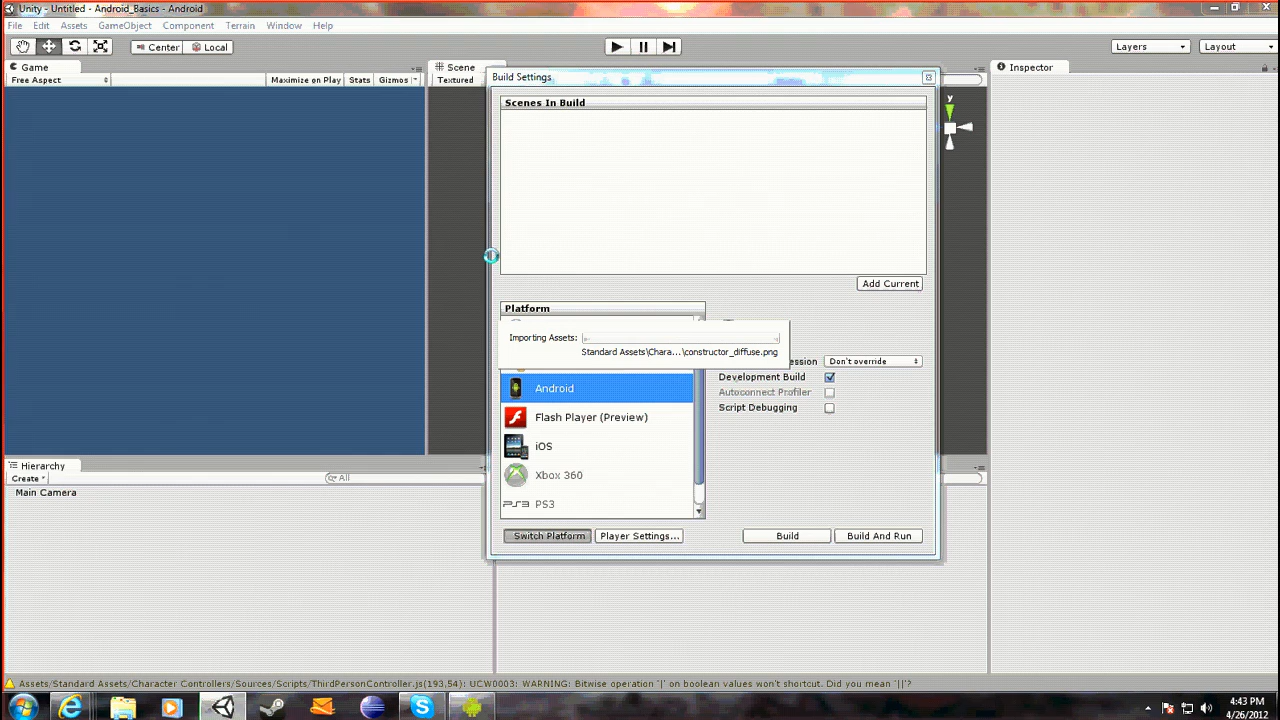 Unity - Untitled - Android_Basics - Android
File Edit Assets GameObject Component Terrain Window Help
Center Local Layers Layout
Game
Free Aspect Maximize on Play Stats Gizmos
Scene
Textured
Inspector
Build Settings
Scenes In Build
y
Add Current
Platform
Importing Assets:
Standard Assets\Chara...\constructor_diffuse.png
ession Don't override
Android
Development Build
Autoconnect Profiler
Script Debugging
Flash Player (Preview)
iOS
Xbox 360
PS3 PS3
Switch Platform Player Settings... Build Build And Run
Hierarchy
Create All
Main Camera
Assets/Standard Assets/Character Controllers/Sources/Scripts/ThirdPersonController.js(193,54): UCW0003: WARNING: Bitwise operation '|' on boolean values won't shortcut. Did you mean '||'?
4:43 PM
4/26/2012